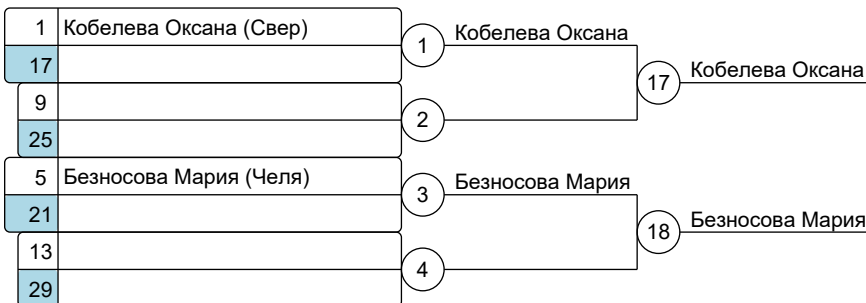 1 Кобелева Оксана (Свер)
1 Кобелева Оксана
17
17 Кобелева Оксана
9
2
25
5 Безносова Мария (Челя)
3 Безносова Мария
21
18 Безносова Мария
13
4
29